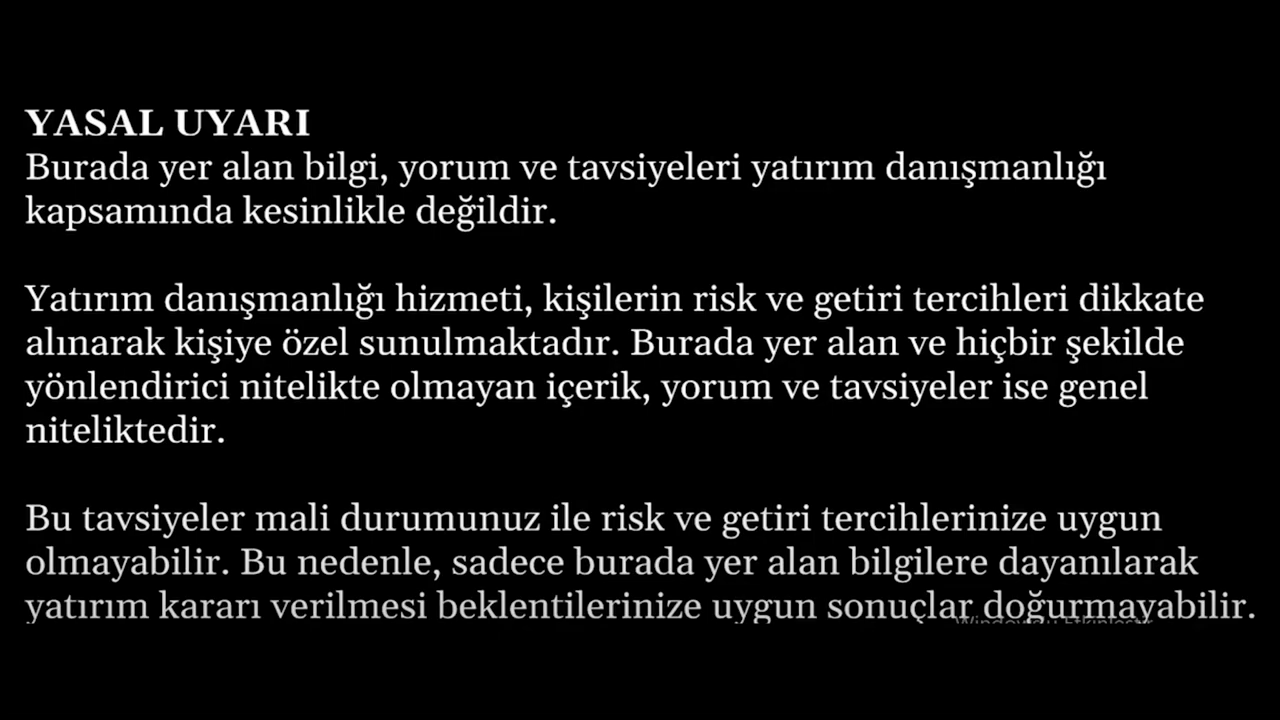 YASAL UYARI
Burada yer alan bilgi, yorum ve tavsiyeleri yatırım danışmanlığı
kapsamında kesinlikle değildir.
Yatırım danışmanlığı hizmeti, kişilerin risk ve getiri tercihleri dikkate
alınarak kişiye özel sunulmaktadır. Burada yer alan ve hiçbir şekilde
yönlendirici nitelikte olmayan içerik, yorum ve tavsiyeler ise genel
niteliktedir.
Bu tavsiyeler mali durumunuz ile risk ve getiri tercihlerinize uygun
olmayabilir. Bu nedenle, sadece burada yer alan bilgilere dayanılarak
yatırım kararı verilmesi beklentilerinize uygun sonuçlar doğurmayabilir.